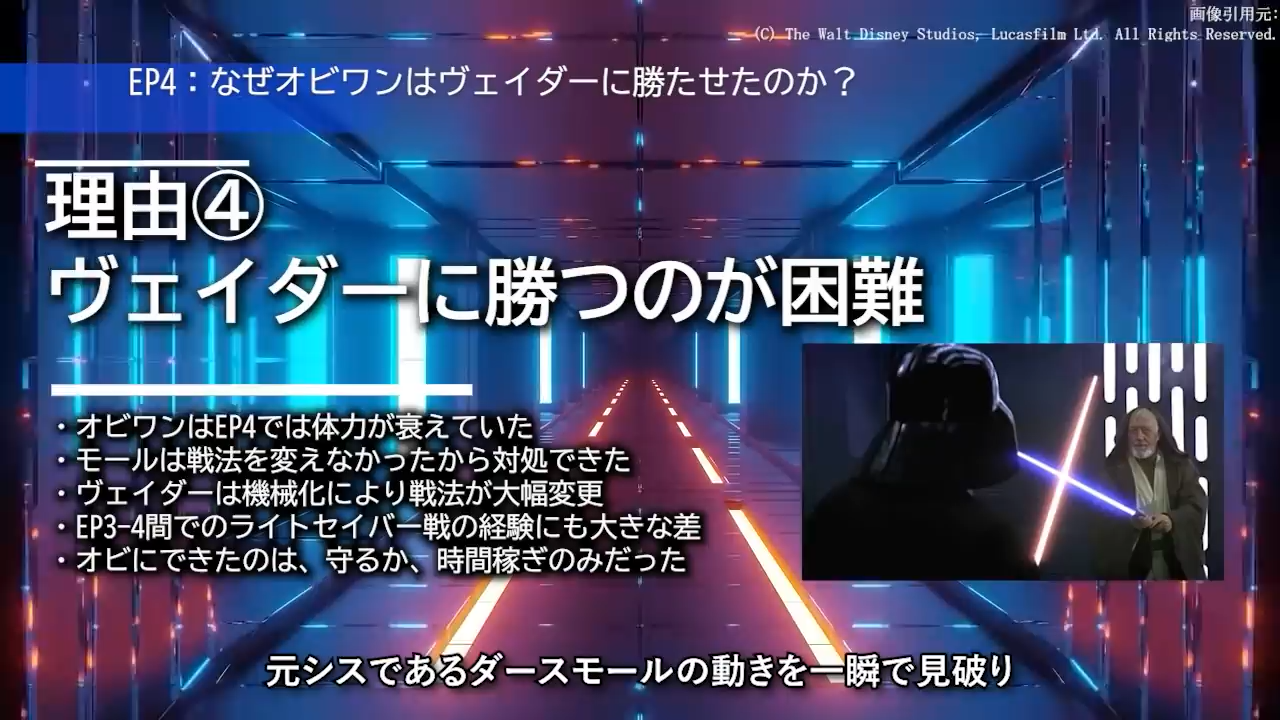 画像引用元:
(C) The Walt Disney Studios, Lucasfilm Ltd. All Rights Reserved.
EP4：なぜオビワンはヴェイダーに勝たせたのか？
理由④
ヴェイダーに勝つのが困難
・オビワンはEP4では体力が衰えていた
・モールは戦法を変えなかったから対処できた
・ヴェイダーは機械化により戦法が大幅変更
・EP3-4間でのライトセイバー戦の経験にも大きな差
・オビにできたのは、守るか、時間稼ぎのみだった
元シスであるダースモールの動きを一瞬で見破り